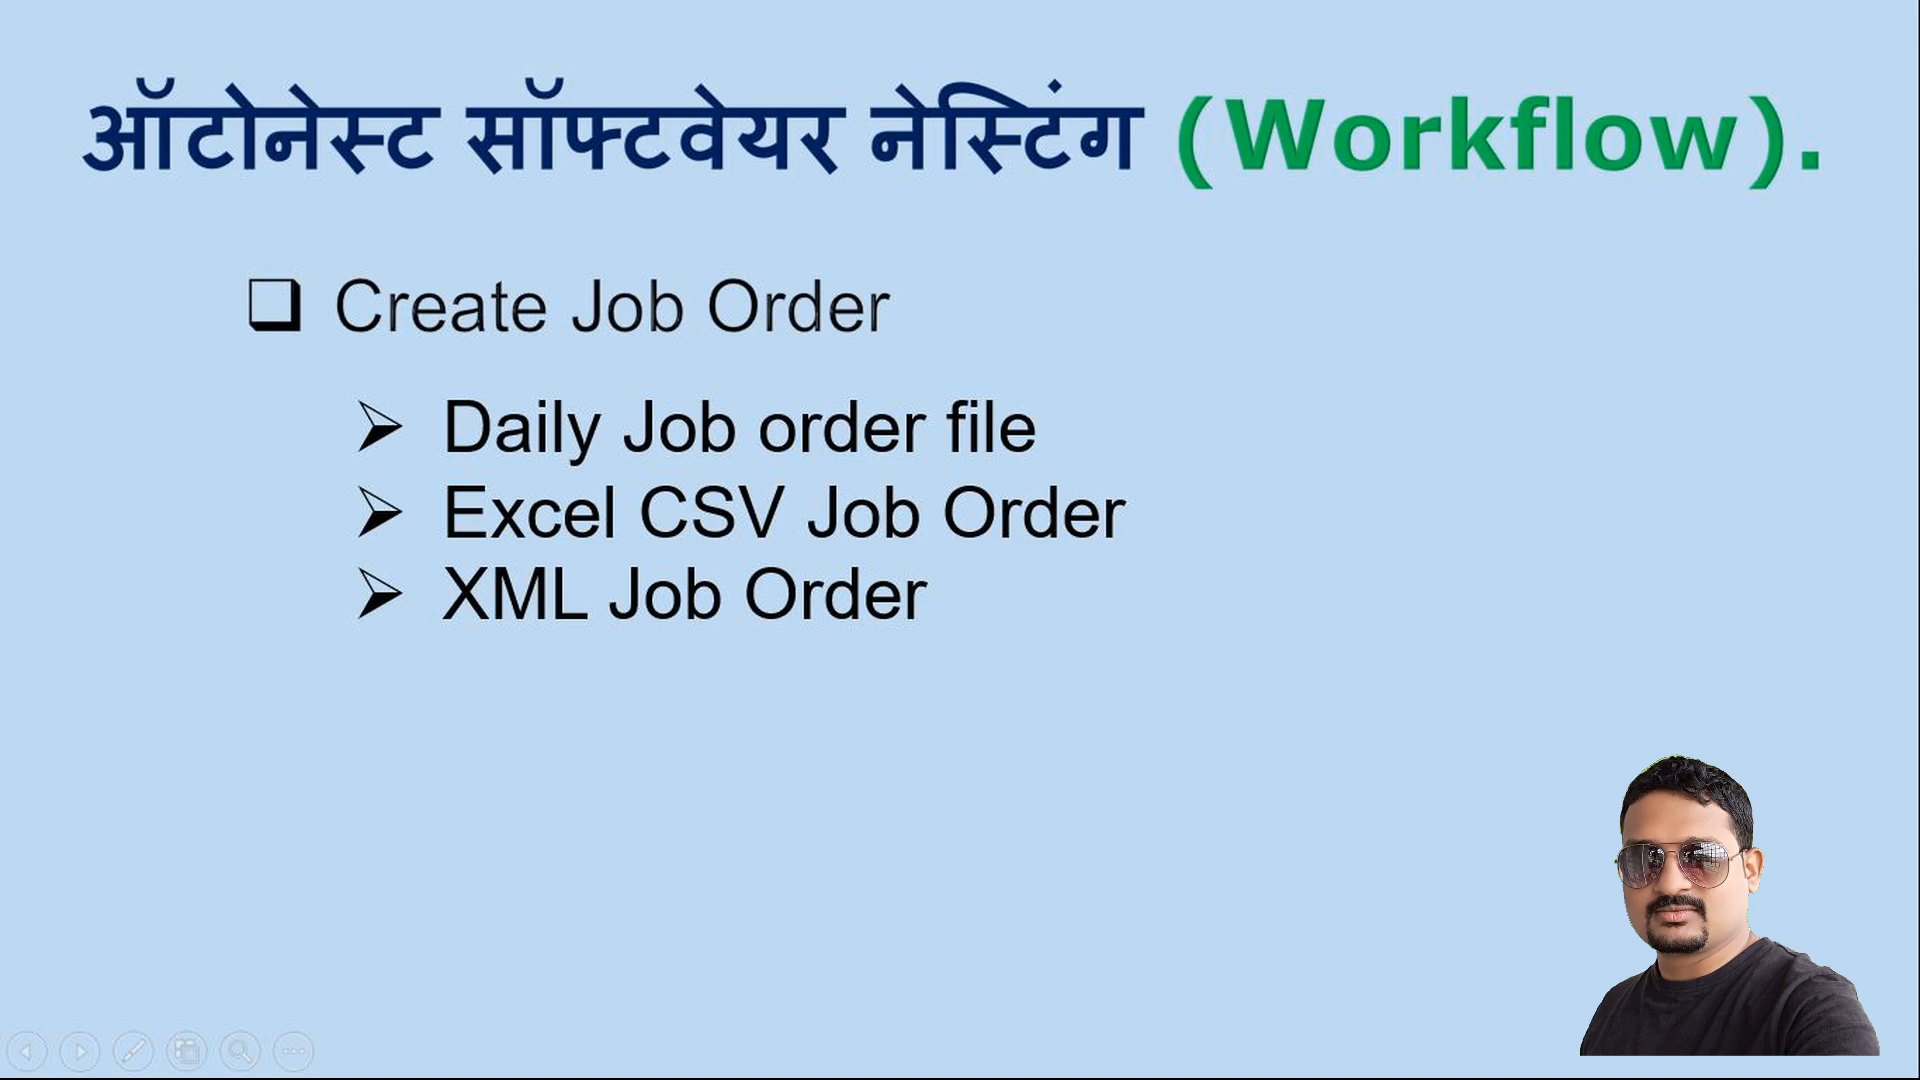 ऑटोनेस्ट सॉफ्टवेयर नेस्टिंग (Workflow).
Create Job Order
Daily Job order file
Excel CSV Job Order
XML Job Order